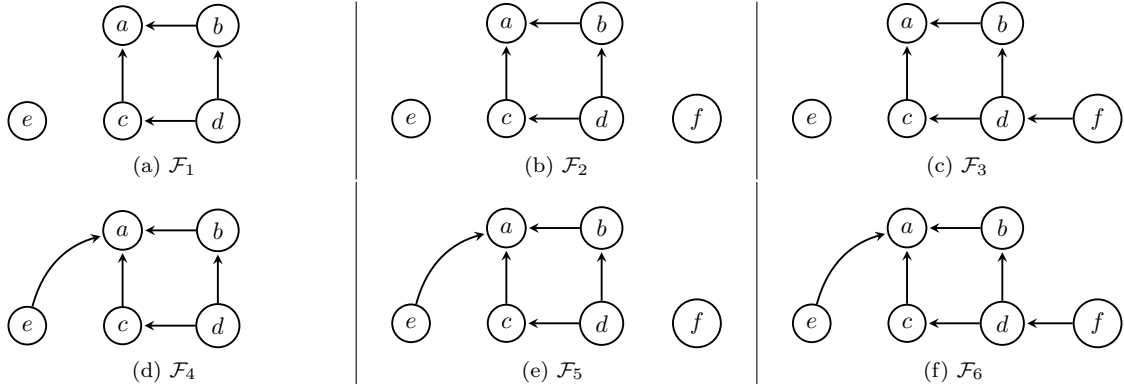 a b a b a b
e c d e c d f e c d f
(a) ℱ₁ (b) ℱ₂ (c) ℱ₃
a b a b a b
e c d e c d f e c d f
(d) ℱ₄ (e) ℱ₅ (f) ℱ₆